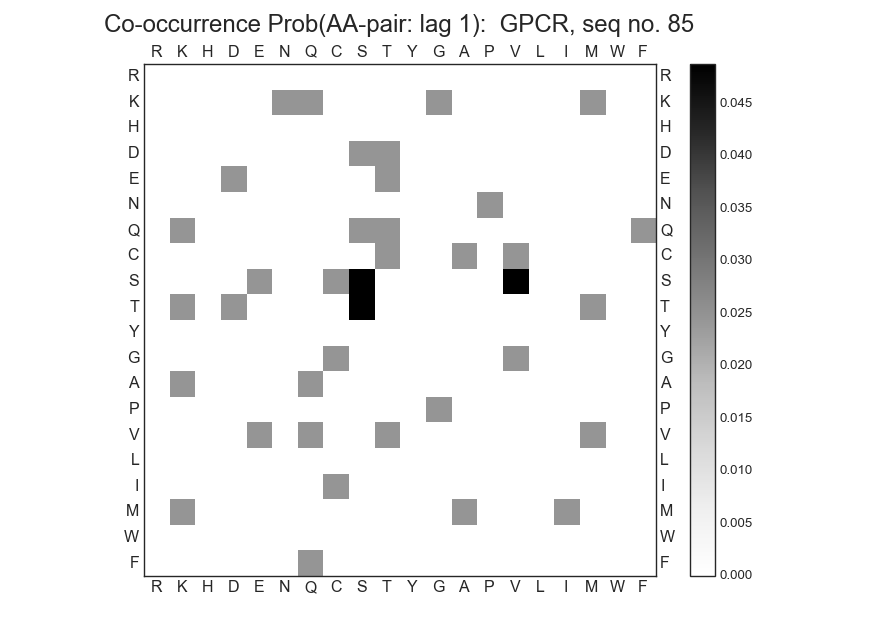 Co-occurrence Prob(AA-pair: lag 1):  GPCR, seq no. 85
R K H D E N Q C S T Y G A P V L I M W F
R R
K K 0.045
H H
D D 0.040
E E
N N 0.035
Q Q
C C 0.030
S S
T T 0.025
Y Y
G G 0.020
A A
P P 0.015
V V
L L 0.010
I I
M M 0.005
W W
F F 0.000
R K H D E N Q C S T Y G A P V L I M W F